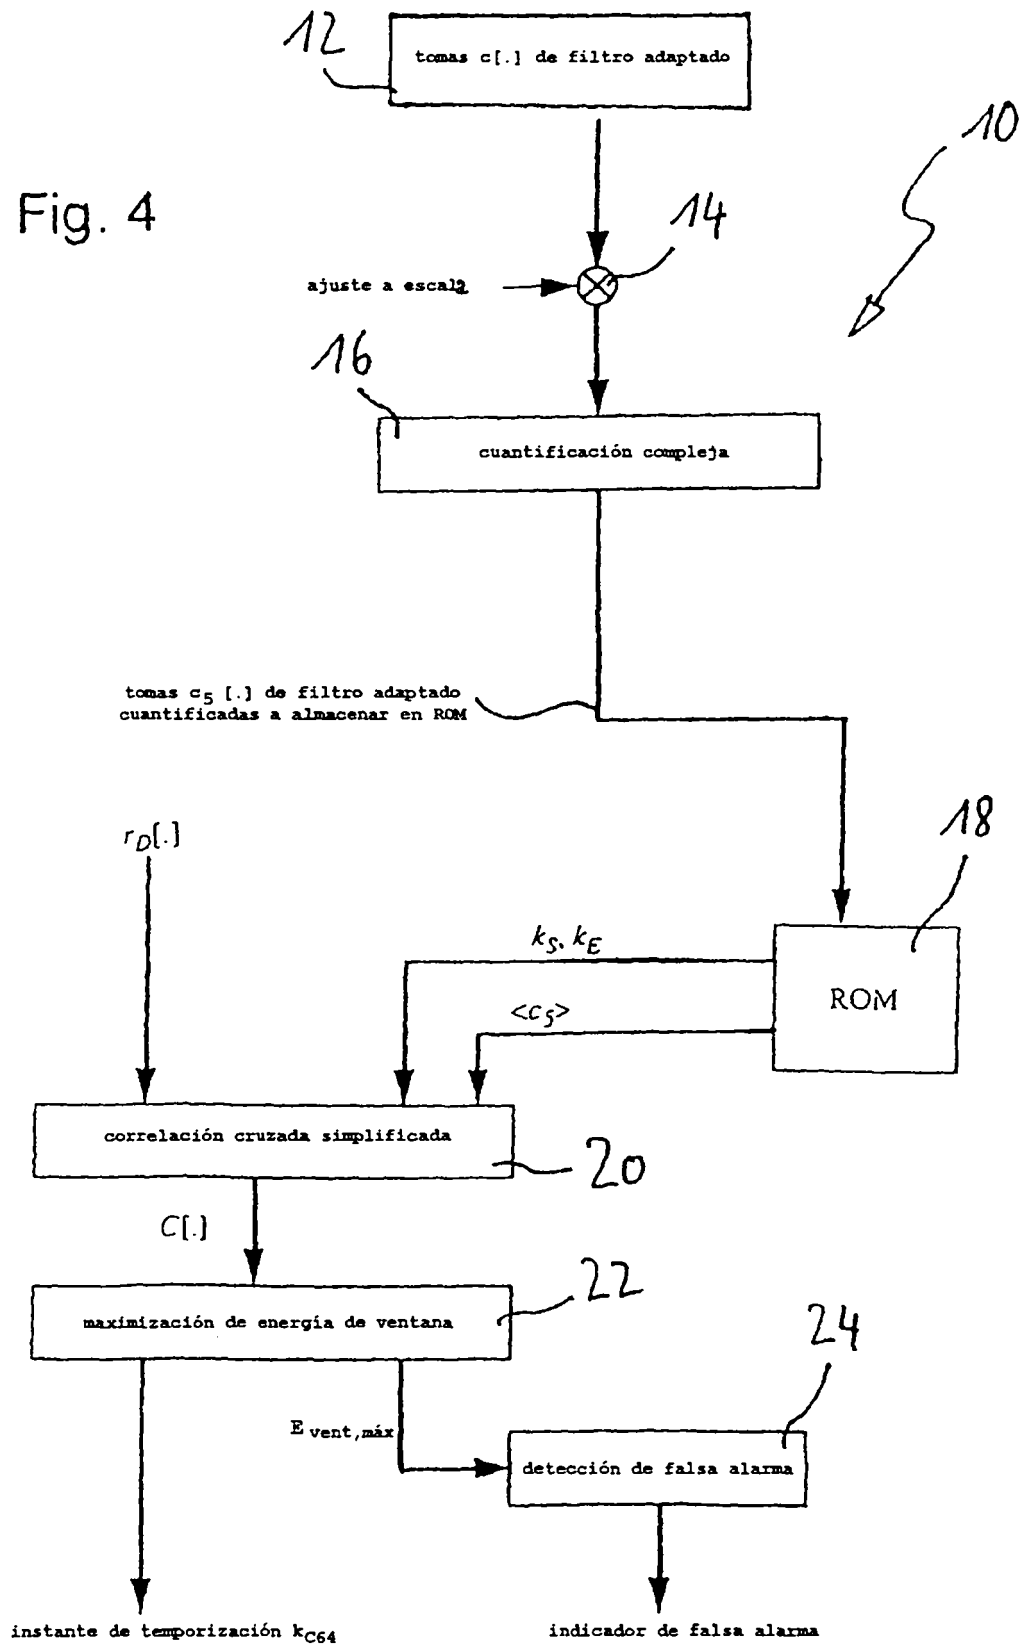 12
tomas c[.] de filtro adaptado
10
Fig. 4
14
ajuste a escala
16
cuantificación compleja
tomas c5 [.] de filtro adaptado
cuantificadas a almacenar en ROM
18
rD[.]
kS, kE
ROM
<cS>
correlación cruzada simplificada
20
C[.]
22
maximización de energía de ventana
24
E vent,máx
detección de falsa alarma
instante de temporización kC64
indicador de falsa alarma